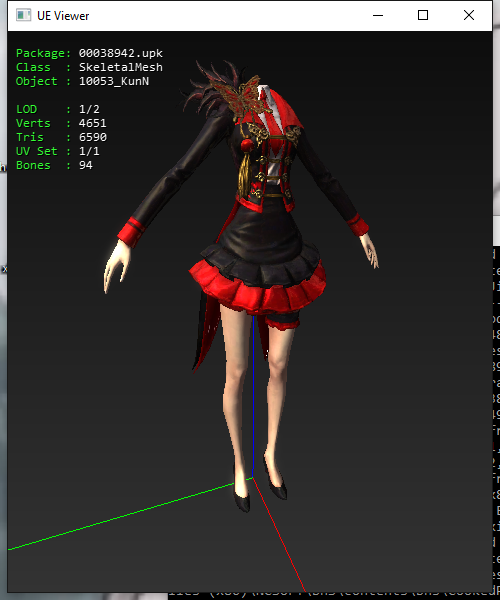 UE Viewer
Package: 00038942.upk
Class : SkeletalMesh
Object : 10053_KunN
LOD : 1/2
Verts : 4651
Tris : 6590
UV Set : 1/1
Bones : 94